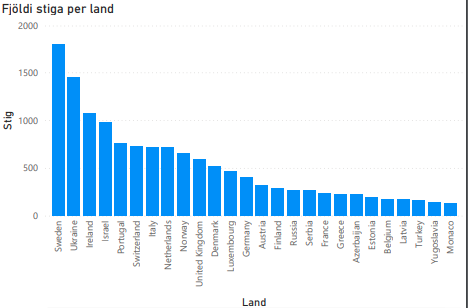 Fjöldi stiga per land
2000
1500
1000
500
0
Stig
Sweden
Ukraine
Ireland
Israel
Portugal
Switzerland
Italy
Netherlands
Norway
United Kingdom
Denmark
Luxembourg
Germany
Austria
Finland
Russia
Serbia
France
Greece
Azerbaijan
Estonia
Belgium
Latvia
Turkey
Yugoslavia
Monaco
Land